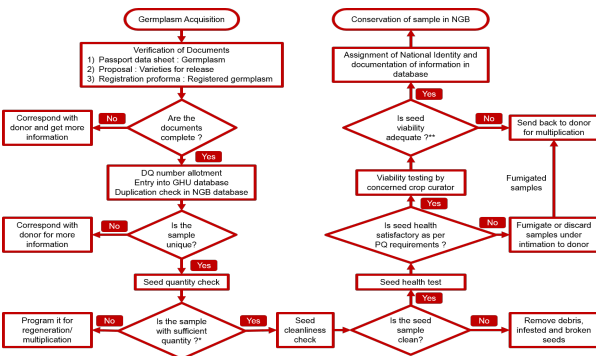 Germplasm Acquisition
Verification of Documents
1) Passport data sheet : Germplasm
2) Proposal : Varieties for release
3) Registration proforma : Registered germplasm
Correspond with
donor and get more
information
No
Are the
documents
complete ?
Yes
DQ number allotment
Entry into GHU database
Duplication check in NGB database
Correspond with
donor for more
information
No
Is the
sample
unique?
Yes
Seed quantity check
Program it for
regeneration/
multiplication
No
Is the sample
with sufficient
quantity ?*
Yes
Seed
cleanliness
check
Is the seed
sample
clean?
No
Remove debris,
infested and broken
seeds
Yes
Seed health test
Is seed health
satisfactory as per
PQ requirements ?
No
Fumigate or discard
samples under
intimation to donor
Fumigated
samples
Yes
Viability testing by
concerned crop curator
Is seed
viability
adequate ?**
No
Send back to donor
for multiplication
Yes
Assignment of National Identity and
documentation of information in
database
Conservation of sample in NGB